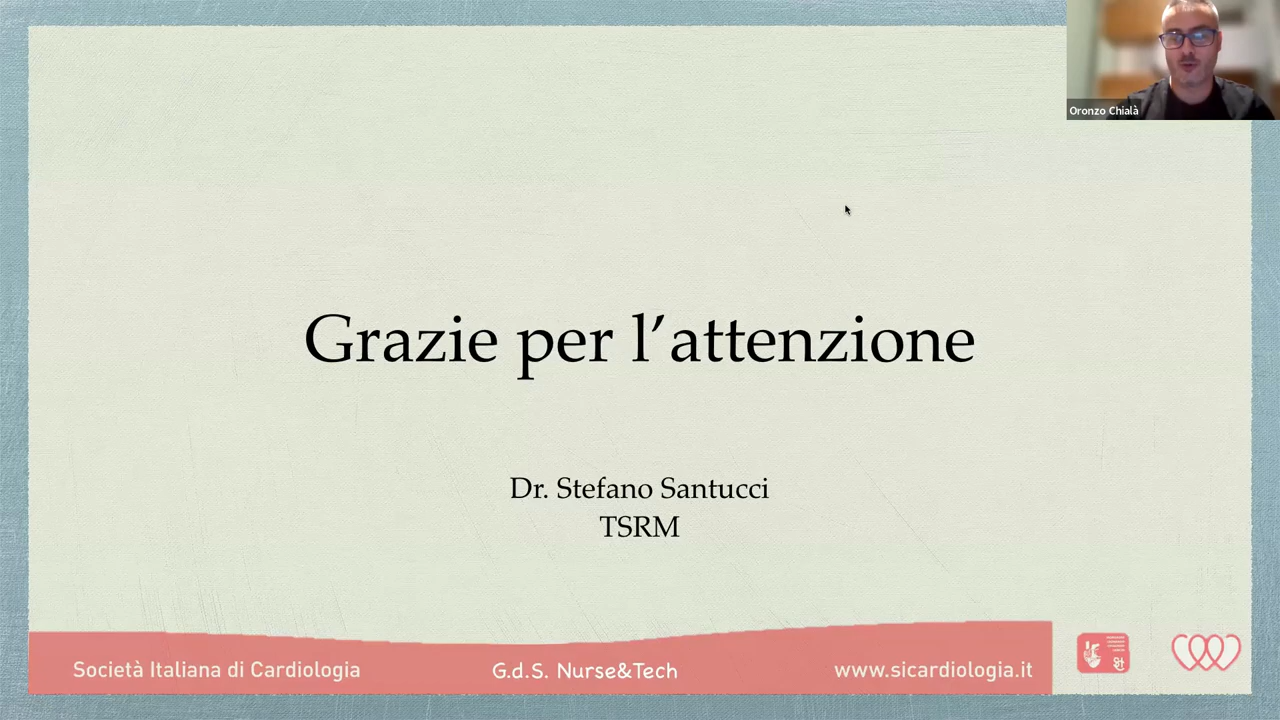 Oronzo Chialà
Grazie per l’attenzione
Dr. Stefano Santucci
TSRM
Società Italiana di Cardiologia
G.d.S. Nurse&Tech
www.sicardiologia.it